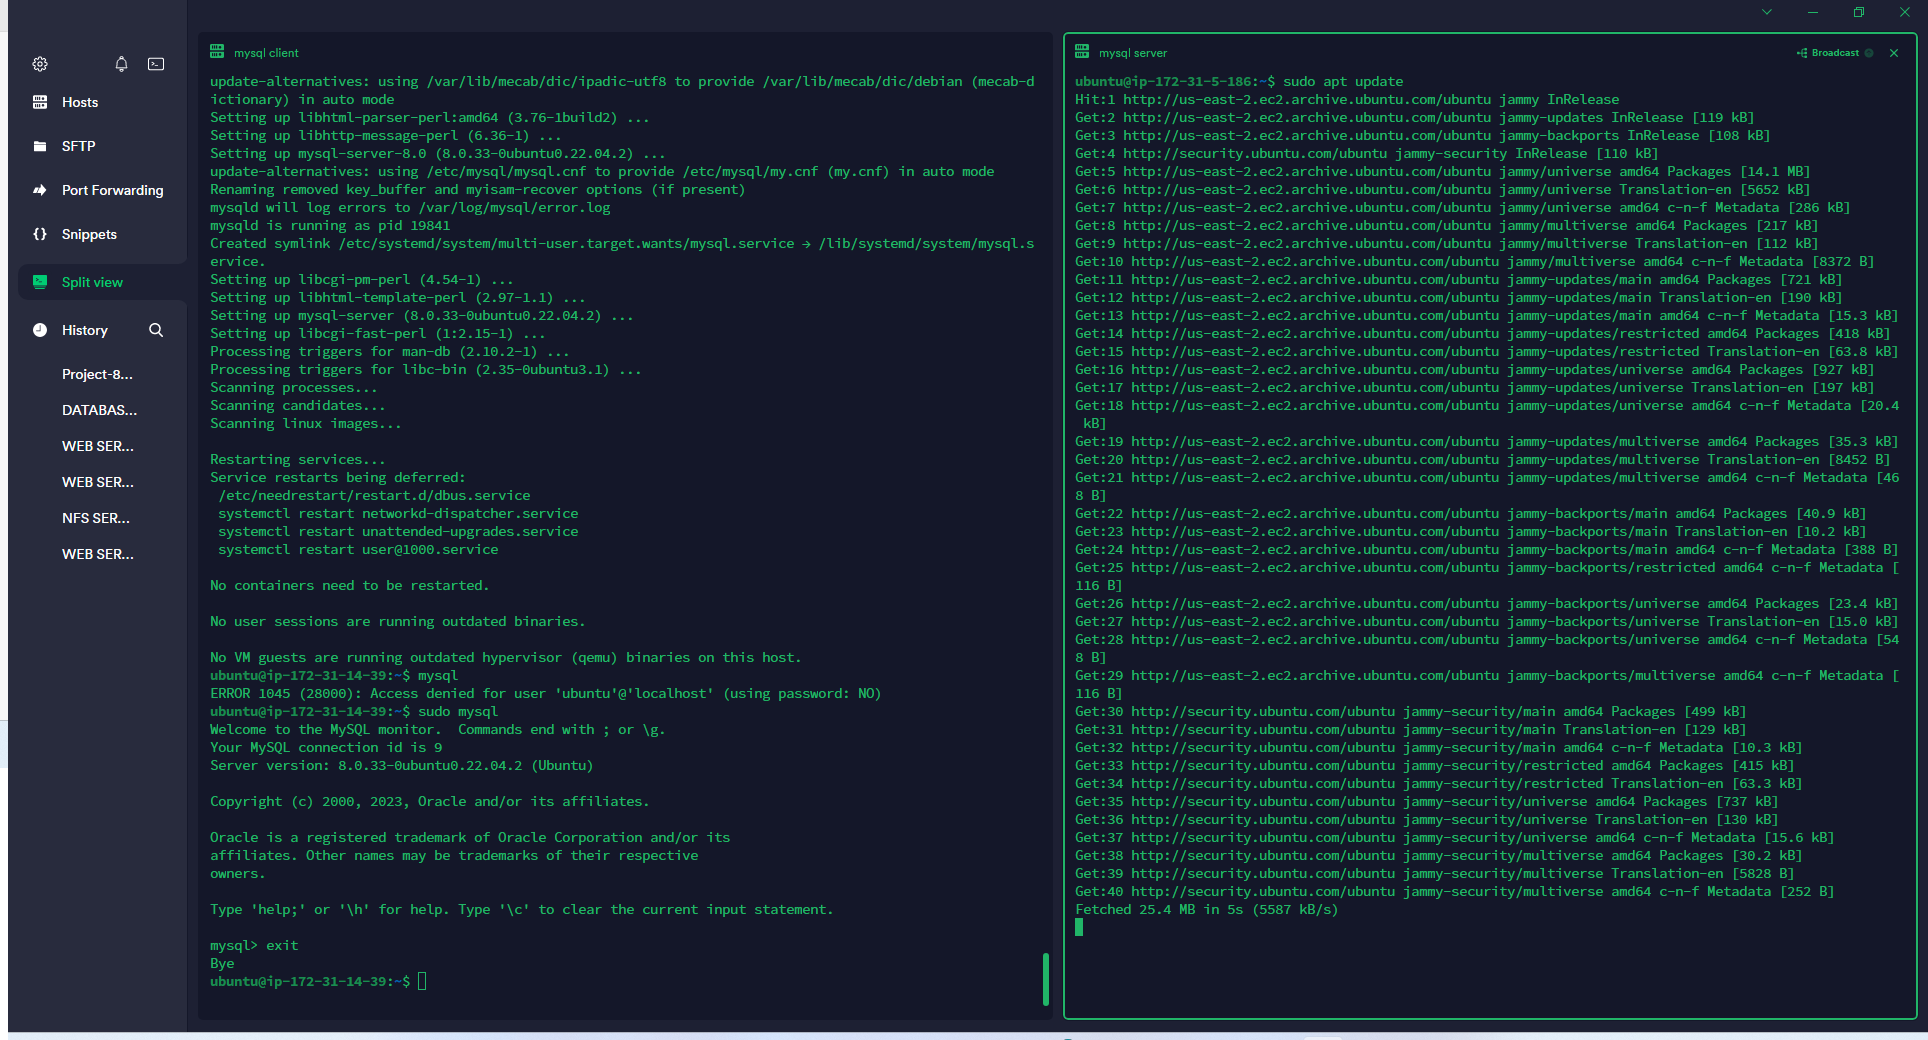 Hosts
SFTP
Port Forwarding
Snippets
Split view
History
Project-8...
DATABAS...
WEB SER...
WEB SER...
NFS SER...
WEB SER...
mysql client
update-alternatives: using /var/lib/mecab/dic/ipadic-utf8 to provide /var/lib/mecab/dic/debian (mecab-d
ictionary) in auto mode
Setting up libhtml-parser-perl:amd64 (3.76-1build2) ...
Setting up libhttp-message-perl (6.36-1) ...
Setting up mysql-server-8.0 (8.0.33-0ubuntu0.22.04.2) ...
update-alternatives: using /etc/mysql/mysql.cnf to provide /etc/mysql/my.cnf (my.cnf) in auto mode
Renaming removed key_buffer and myisam-recover options (if present)
mysqld will log errors to /var/log/mysql/error.log
mysqld is running as pid 19841
Created symlink /etc/systemd/system/multi-user.target.wants/mysql.service → /lib/systemd/system/mysql.s
ervice.
Setting up libcgi-pm-perl (4.54-1) ...
Setting up libhtml-template-perl (2.97-1.1) ...
Setting up mysql-server (8.0.33-0ubuntu0.22.04.2) ...
Setting up libcgi-fast-perl (1:2.15-1) ...
Processing triggers for man-db (2.10.2-1) ...
Processing triggers for libc-bin (2.35-0ubuntu3.1) ...
Scanning processes...
Scanning candidates...
Scanning linux images...
Restarting services...
Service restarts being deferred:
/etc/needrestart/restart.d/dbus.service
systemctl restart networkd-dispatcher.service
systemctl restart unattended-upgrades.service
systemctl restart user@1000.service
No containers need to be restarted.
No user sessions are running outdated binaries.
No VM guests are running outdated hypervisor (qemu) binaries on this host.
ubuntu@ip-172-31-14-39:~$ mysql
ERROR 1045 (28000): Access denied for user 'ubuntu'@'localhost' (using password: NO)
ubuntu@ip-172-31-14-39:~$ sudo mysql
Welcome to the MySQL monitor.  Commands end with ; or \g.
Your MySQL connection id is 9
Server version: 8.0.33-0ubuntu0.22.04.2 (Ubuntu)
Copyright (c) 2000, 2023, Oracle and/or its affiliates.
Oracle is a registered trademark of Oracle Corporation and/or its
affiliates. Other names may be trademarks of their respective
owners.
Type 'help;' or '\h' for help. Type '\c' to clear the current input statement.
mysql> exit
Bye
ubuntu@ip-172-31-14-39:~$
mysql server
Broadcast
ubuntu@ip-172-31-5-186:~$ sudo apt update
Hit:1 http://us-east-2.ec2.archive.ubuntu.com/ubuntu jammy InRelease
Get:2 http://us-east-2.ec2.archive.ubuntu.com/ubuntu jammy-updates InRelease [119 kB]
Get:3 http://us-east-2.ec2.archive.ubuntu.com/ubuntu jammy-backports InRelease [108 kB]
Get:4 http://security.ubuntu.com/ubuntu jammy-security InRelease [110 kB]
Get:5 http://us-east-2.ec2.archive.ubuntu.com/ubuntu jammy/universe amd64 Packages [14.1 MB]
Get:6 http://us-east-2.ec2.archive.ubuntu.com/ubuntu jammy/universe Translation-en [5652 kB]
Get:7 http://us-east-2.ec2.archive.ubuntu.com/ubuntu jammy/universe amd64 c-n-f Metadata [286 kB]
Get:8 http://us-east-2.ec2.archive.ubuntu.com/ubuntu jammy/multiverse amd64 Packages [217 kB]
Get:9 http://us-east-2.ec2.archive.ubuntu.com/ubuntu jammy/multiverse Translation-en [112 kB]
Get:10 http://us-east-2.ec2.archive.ubuntu.com/ubuntu jammy/multiverse amd64 c-n-f Metadata [8372 B]
Get:11 http://us-east-2.ec2.archive.ubuntu.com/ubuntu jammy-updates/main amd64 Packages [721 kB]
Get:12 http://us-east-2.ec2.archive.ubuntu.com/ubuntu jammy-updates/main Translation-en [190 kB]
Get:13 http://us-east-2.ec2.archive.ubuntu.com/ubuntu jammy-updates/main amd64 c-n-f Metadata [15.3 kB]
Get:14 http://us-east-2.ec2.archive.ubuntu.com/ubuntu jammy-updates/restricted amd64 Packages [418 kB]
Get:15 http://us-east-2.ec2.archive.ubuntu.com/ubuntu jammy-updates/restricted Translation-en [63.8 kB]
Get:16 http://us-east-2.ec2.archive.ubuntu.com/ubuntu jammy-updates/universe amd64 Packages [927 kB]
Get:17 http://us-east-2.ec2.archive.ubuntu.com/ubuntu jammy-updates/universe Translation-en [197 kB]
Get:18 http://us-east-2.ec2.archive.ubuntu.com/ubuntu jammy-updates/universe amd64 c-n-f Metadata [20.4
kB]
Get:19 http://us-east-2.ec2.archive.ubuntu.com/ubuntu jammy-updates/multiverse amd64 Packages [35.3 kB]
Get:20 http://us-east-2.ec2.archive.ubuntu.com/ubuntu jammy-updates/multiverse Translation-en [8452 B]
Get:21 http://us-east-2.ec2.archive.ubuntu.com/ubuntu jammy-updates/multiverse amd64 c-n-f Metadata [46
8 B]
Get:22 http://us-east-2.ec2.archive.ubuntu.com/ubuntu jammy-backports/main amd64 Packages [40.9 kB]
Get:23 http://us-east-2.ec2.archive.ubuntu.com/ubuntu jammy-backports/main Translation-en [10.2 kB]
Get:24 http://us-east-2.ec2.archive.ubuntu.com/ubuntu jammy-backports/main amd64 c-n-f Metadata [388 B]
Get:25 http://us-east-2.ec2.archive.ubuntu.com/ubuntu jammy-backports/restricted amd64 c-n-f Metadata [
116 B]
Get:26 http://us-east-2.ec2.archive.ubuntu.com/ubuntu jammy-backports/universe amd64 Packages [23.4 kB]
Get:27 http://us-east-2.ec2.archive.ubuntu.com/ubuntu jammy-backports/universe Translation-en [15.0 kB]
Get:28 http://us-east-2.ec2.archive.ubuntu.com/ubuntu jammy-backports/universe amd64 c-n-f Metadata [54
8 B]
Get:29 http://us-east-2.ec2.archive.ubuntu.com/ubuntu jammy-backports/multiverse amd64 c-n-f Metadata [
116 B]
Get:30 http://security.ubuntu.com/ubuntu jammy-security/main amd64 Packages [499 kB]
Get:31 http://security.ubuntu.com/ubuntu jammy-security/main Translation-en [129 kB]
Get:32 http://security.ubuntu.com/ubuntu jammy-security/main amd64 c-n-f Metadata [10.3 kB]
Get:33 http://security.ubuntu.com/ubuntu jammy-security/restricted amd64 Packages [415 kB]
Get:34 http://security.ubuntu.com/ubuntu jammy-security/restricted Translation-en [63.3 kB]
Get:35 http://security.ubuntu.com/ubuntu jammy-security/universe amd64 Packages [737 kB]
Get:36 http://security.ubuntu.com/ubuntu jammy-security/universe Translation-en [130 kB]
Get:37 http://security.ubuntu.com/ubuntu jammy-security/universe amd64 c-n-f Metadata [15.6 kB]
Get:38 http://security.ubuntu.com/ubuntu jammy-security/multiverse amd64 Packages [30.2 kB]
Get:39 http://security.ubuntu.com/ubuntu jammy-security/multiverse Translation-en [5828 B]
Get:40 http://security.ubuntu.com/ubuntu jammy-security/multiverse amd64 c-n-f Metadata [252 B]
Fetched 25.4 MB in 5s (5587 kB/s)